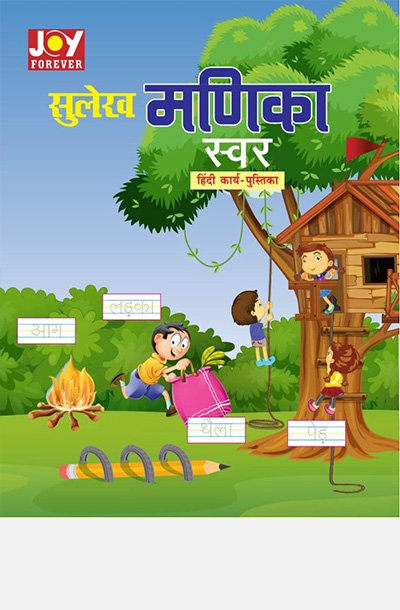 JOY
FOREVER
सुलेख मणिका
स्वर
हिंदी कार्य-पुस्तिका
लड़का
आग
थैला
पेड़